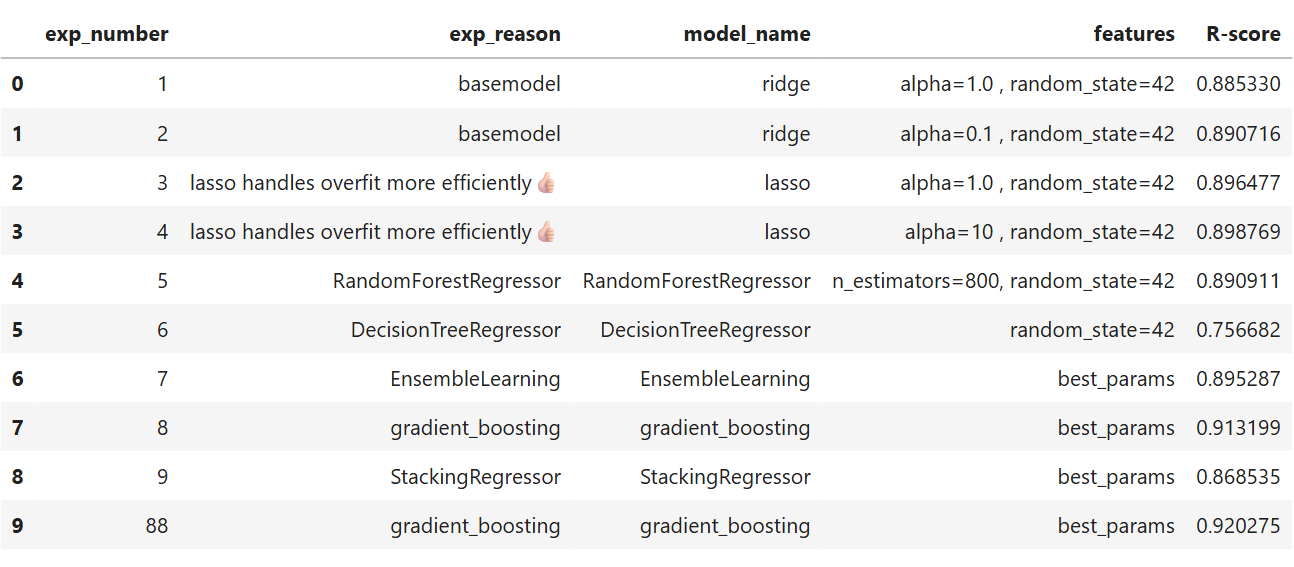 exp_number exp_reason model_name features R-score
0 1 basemodel ridge alpha=1.0 , random_state=42 0.885330
1 2 basemodel ridge alpha=0.1 , random_state=42 0.890716
2 3 lasso handles overfit more efficiently👍🏻 lasso alpha=1.0 , random_state=42 0.896477
3 4 lasso handles overfit more efficiently👍🏻 lasso alpha=10 , random_state=42 0.898769
4 5 RandomForestRegressor RandomForestRegressor n_estimators=800, random_state=42 0.890911
5 6 DecisionTreeRegressor DecisionTreeRegressor random_state=42 0.756682
6 7 EnsembleLearning EnsembleLearning best_params 0.895287
7 8 gradient_boosting gradient_boosting best_params 0.913199
8 9 StackingRegressor StackingRegressor best_params 0.868535
9 88 gradient_boosting gradient_boosting best_params 0.920275